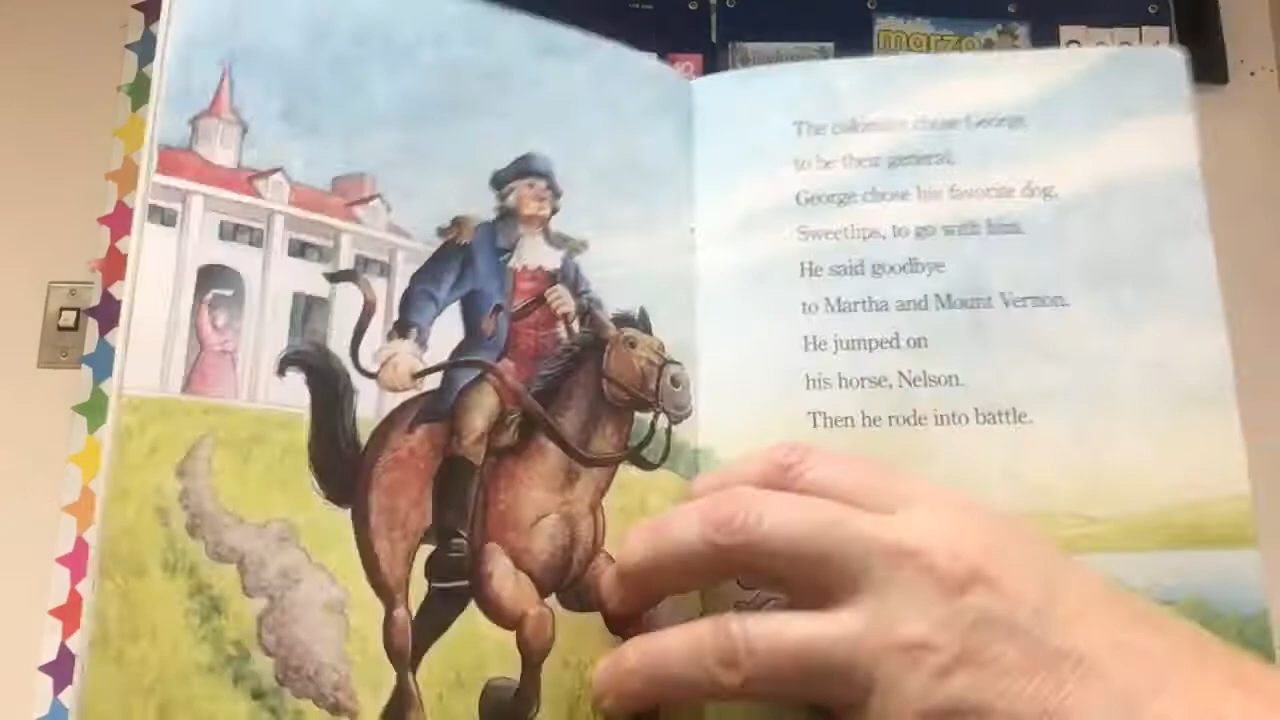 marzo
The colonists chose George
to be their general.
George chose his favorite dog,
Sweetlips, to go with him.
He said goodbye
to Martha and Mount Vernon.
He jumped on
his horse, Nelson.
Then he rode into battle.